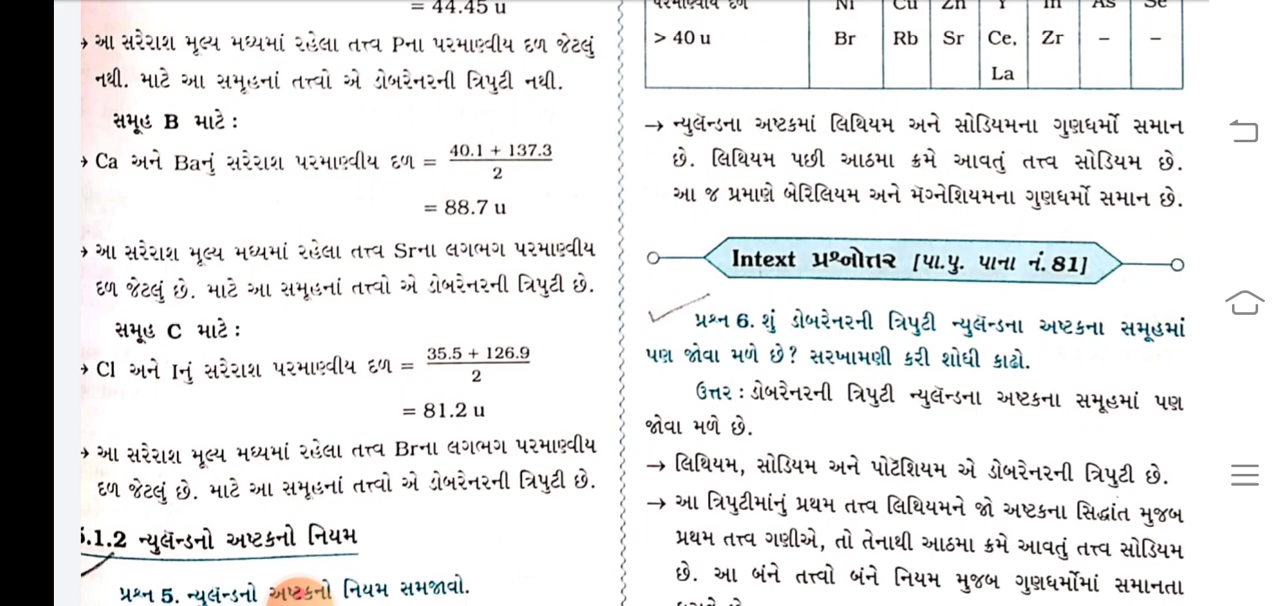 = 44.45 u
→ આ સરેરાશ મૂલ્ય મધ્યમાં રહેલા તત્ત્વ Pના પરમાણ્વીય દળ જેટલું
નથી. માટે આ સમૂહનાં તત્ત્વો એ ડોબરેનરની ત્રિપુટી નથી.
સમૂહ B માટે :
→ Ca અને Baનું સરેરાશ પરમાણ્વીય દળ = 40.1 + 137.3 / 2
= 88.7 u
→ આ સરેરાશ મૂલ્ય મધ્યમાં રહેલા તત્ત્વ Srના લગભગ પરમાણ્વીય
દળ જેટલું છે. માટે આ સમૂહનાં તત્ત્વો એ ડોબરેનરની ત્રિપુટી છે.
સમૂહ C માટે :
→ Cl અને Iનું સરેરાશ પરમાણ્વીય દળ = 35.5 + 126.9 / 2
= 81.2 u
→ આ સરેરાશ મૂલ્ય મધ્યમાં રહેલા તત્ત્વ Brના લગભગ પરમાણ્વીય
દળ જેટલું છે. માટે આ સમૂહનાં તત્ત્વો એ ડોબરેનરની ત્રિપુટી છે.
5.1.2 ન્યુલૅન્ડનો અષ્ટકનો નિયમ
પ્રશ્ન 5. ન્યુલૅન્ડનો અષ્ટકનો નિયમ સમજાવો.
પરમાણ્વીય દળ Ni Cu Zn Y In As Se
> 40 u Br Rb Sr Ce, Zr – –
La
→ ન્યુલૅન્ડના અષ્ટકમાં લિથિયમ અને સોડિયમના ગુણધર્મો સમાન
છે. લિથિયમ પછી આઠમા ક્રમે આવતું તત્ત્વ સોડિયમ છે.
આ જ પ્રમાણે બેરિલિયમ અને મૅગ્નેશિયમના ગુણધર્મો સમાન છે.
Intext પ્રશ્નોત્તર [પા.પુ. પાના નં. 81]
પ્રશ્ન 6. શું ડોબરેનરની ત્રિપુટી ન્યુલૅન્ડના અષ્ટકના સમૂહમાં
પણ જોવા મળે છે? સરખામણી કરી શોધી કાઢો.
ઉત્તર : ડોબરેનરની ત્રિપુટી ન્યુલૅન્ડના અષ્ટકના સમૂહમાં પણ
જોવા મળે છે.
→ લિથિયમ, સોડિયમ અને પોટૅશિયમ એ ડોબરેનરની ત્રિપુટી છે.
→ આ ત્રિપુટીમાંનું પ્રથમ તત્ત્વ લિથિયમને જો અષ્ટકના સિદ્ધાંત મુજબ
પ્રથમ તત્ત્વ ગણીએ, તો તેનાથી આઠમા ક્રમે આવતું તત્ત્વ સોડિયમ
છે. આ બંને તત્ત્વો બંને નિયમ મુજબ ગુણધર્મોમાં સમાનતા